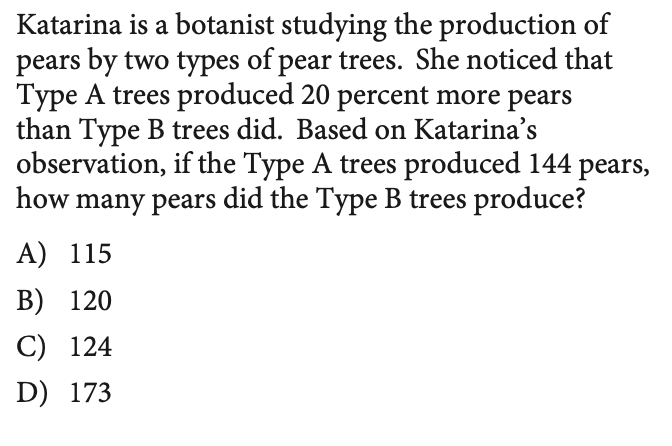 Katarina is a botanist studying the production of
pears by two types of pear trees. She noticed that
Type A trees produced 20 percent more pears
than Type B trees did. Based on Katarina’s
observation, if the Type A trees produced 144 pears,
how many pears did the Type B trees produce?
A) 115
B) 120
C) 124
D) 173